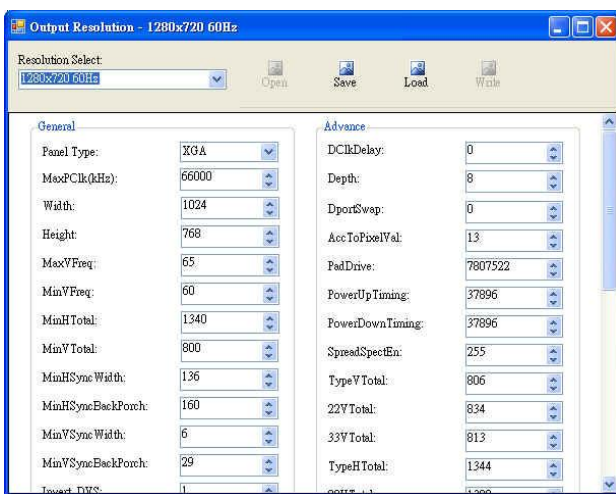 Output Resolution - 1280x720 60Hz
Resolution Select:
1280x720 60Hz
Open
Save
Load
Write
General
Panel Type: XGA
MaxPClk(kHz): 66000
Width: 1024
Height: 768
MaxVFreq: 65
MinVFreq: 60
MinHTotal: 1340
MinVTotal: 800
MinHSyncWidth: 136
MinHSyncBackPorch: 160
MinVSyncWidth: 6
MinVSyncBackPorch: 29
Invert_DVS: 1
Advance
DClkDelay: 0
Depth: 8
DportSwap: 0
AccToPixelVal: 13
PadDrive: 7807522
PowerUpTiming: 37896
PowerDownTiming: 37896
SpreadSpectEn: 255
TypeVTotal: 806
22VTotal: 834
33VTotal: 813
TypeHTotal: 1344